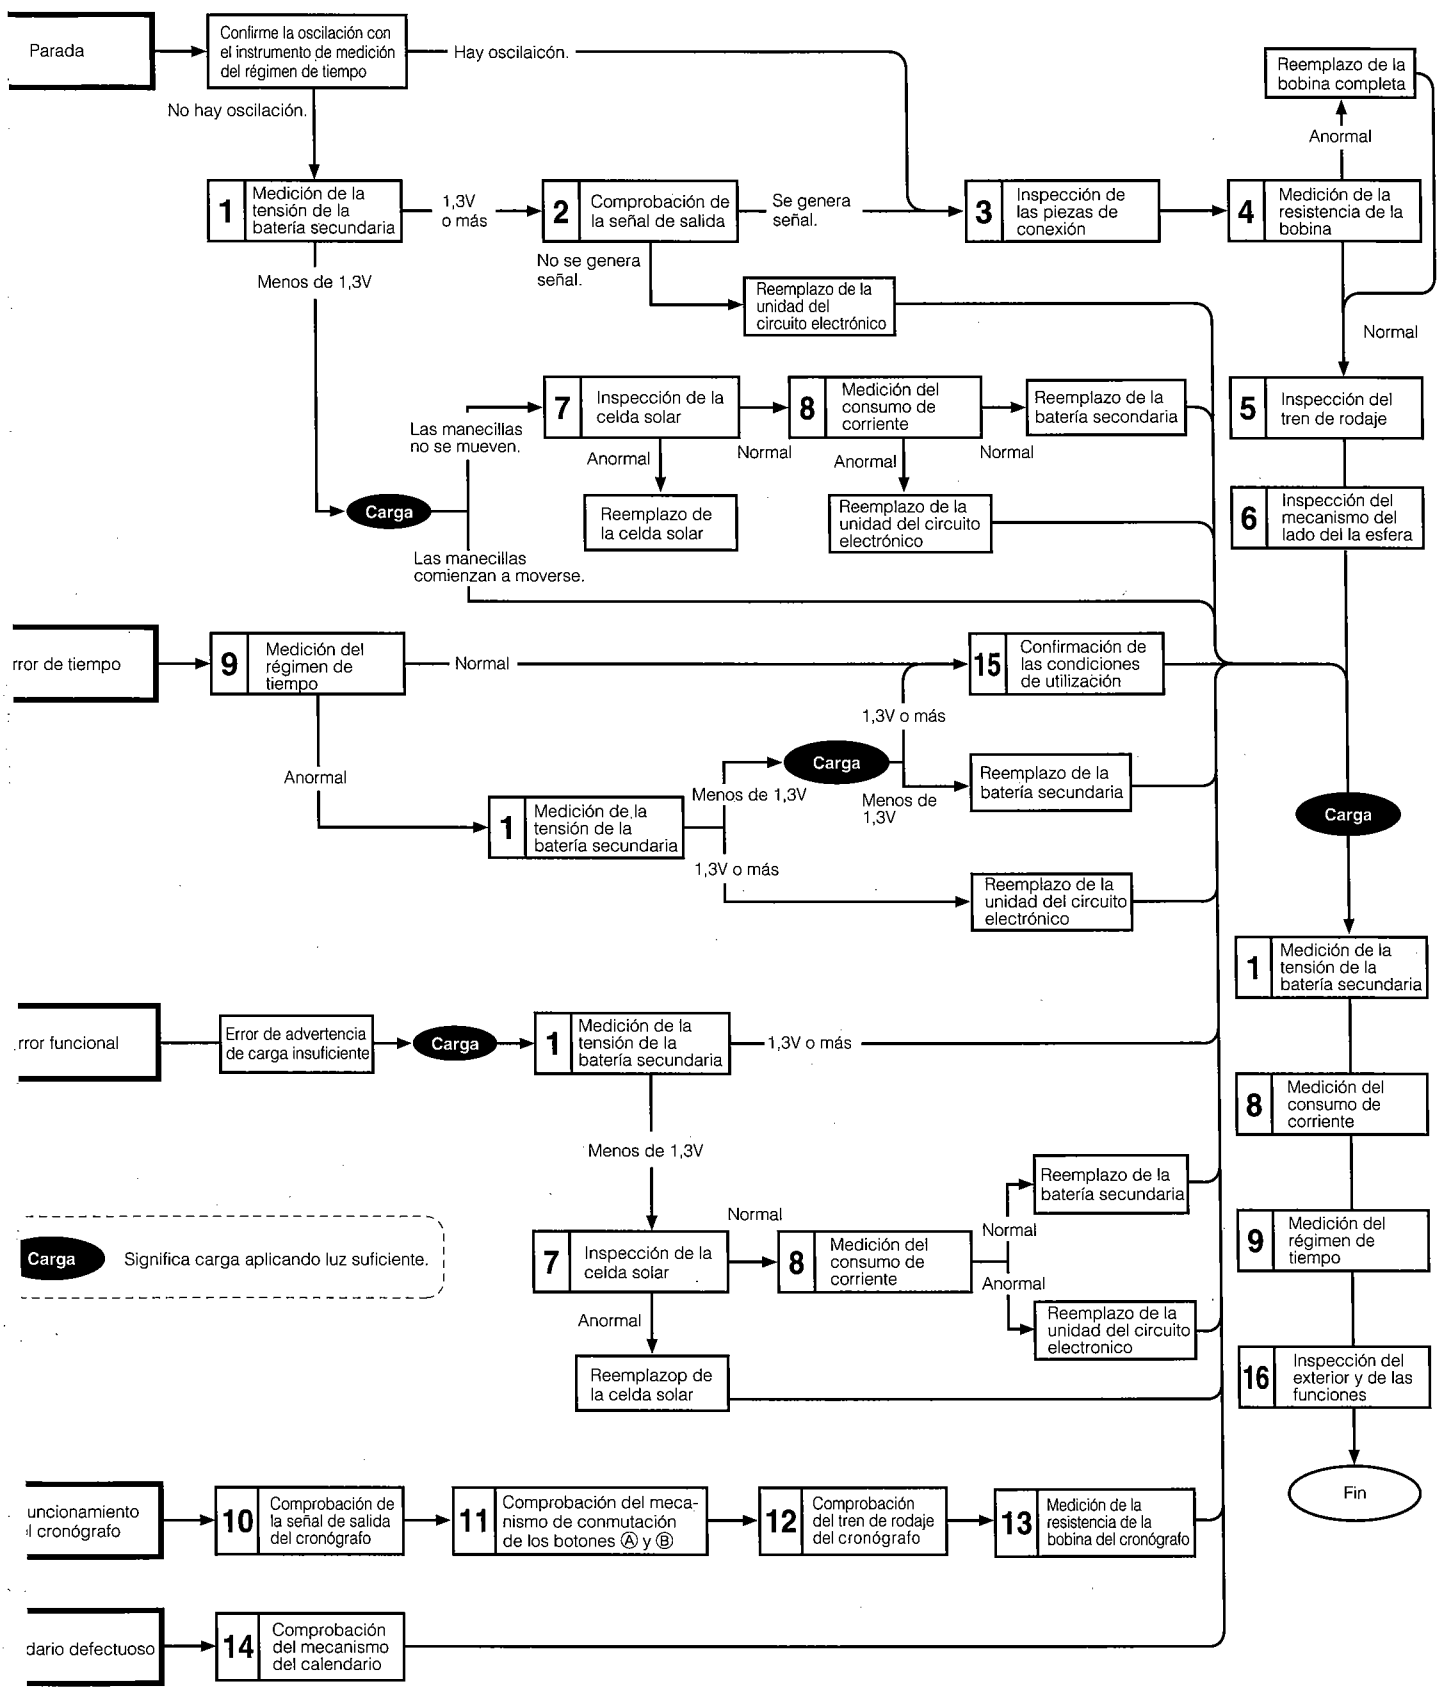 Parada
Confirme la oscilación con
el instrumento de medición
del régimen de tiempo
Hay oscilaicón.
No hay oscilación.
Reemplazo de la
bobina completa
Anormal
1
Medición de la
tensión de la
batería secundaria
1,3V
o más
2
Comprobación de
la señal de salida
Se genera
señal.
3
Inspección de
las piezas de
conexión
4
Medición de la
resistencia de la
bobina
No se genera
señal.
Menos de 1,3V
Reemplazo de la
unidad del
circuito electrónico
Normal
7
Inspección de la
celda solar
8
Medición del
consumo de
corriente
Reemplazo de la
batería secondaria
5
Inspección del
tren de rodaje
Las manecillas
no se mueven.
Anormal
Normal
Anormal
Normal
Carga
Reemplazo de
la celda solar
Reemplazo de la
unidad del circuito
electrónico
6
Inspección del
mecanismo del
lado del la esfera
Las manecillas
comienzan a moverse.
rror de tiempo
9
Medición del
régimen de
tiempo
Normal
15
Confirmación de
las condiciones
de utilización
1,3V o más
Anormal
Carga
Menos de 1,3V
Menos de
1,3V
Reemplazo de la
batería secundaria
1
Medición de la
tensión de la
batería secundaria
1,3V o más
Reemplazo de la
unidad del circuito
electrónico
Carga
1
Medición de la
tensión de la
batería secundaria
rror funcional
Error de advertencia
de carga insuficiente
Carga
1
Medición de la
tensión de la
batería secundaria
1,3V o más
8
Medición del
consumo de
corriente
Menos de 1,3V
Reemplazo de la
batería secundaria
Normal
Normal
7
Inspección de la
celda solar
8
Medición del
consumo de
corriente
Anormal
9
Medición del
régimen de
tiempo
Carga
Significa carga aplicando luz suficiente.
Anormal
Reemplazo de la
unidad del circuito
electronico
Reemplazop de
la celda solar
16
Inspección del
exterior y de las
funciones
Fin
uncionamiento
l cronógrafo
10
Comprobación de
la señal de salida
del cronógrafo
11
Comprobación del meca-
nismo de conmutación
de los botones Ⓐ y Ⓑ
12
Comprobación
del tren de rodaje
del cronógrafo
13
Medición de la
resistencia de la
bobina del cronógrafo
dario defectuoso
14
Comprobación
del mecanismo
del calendario